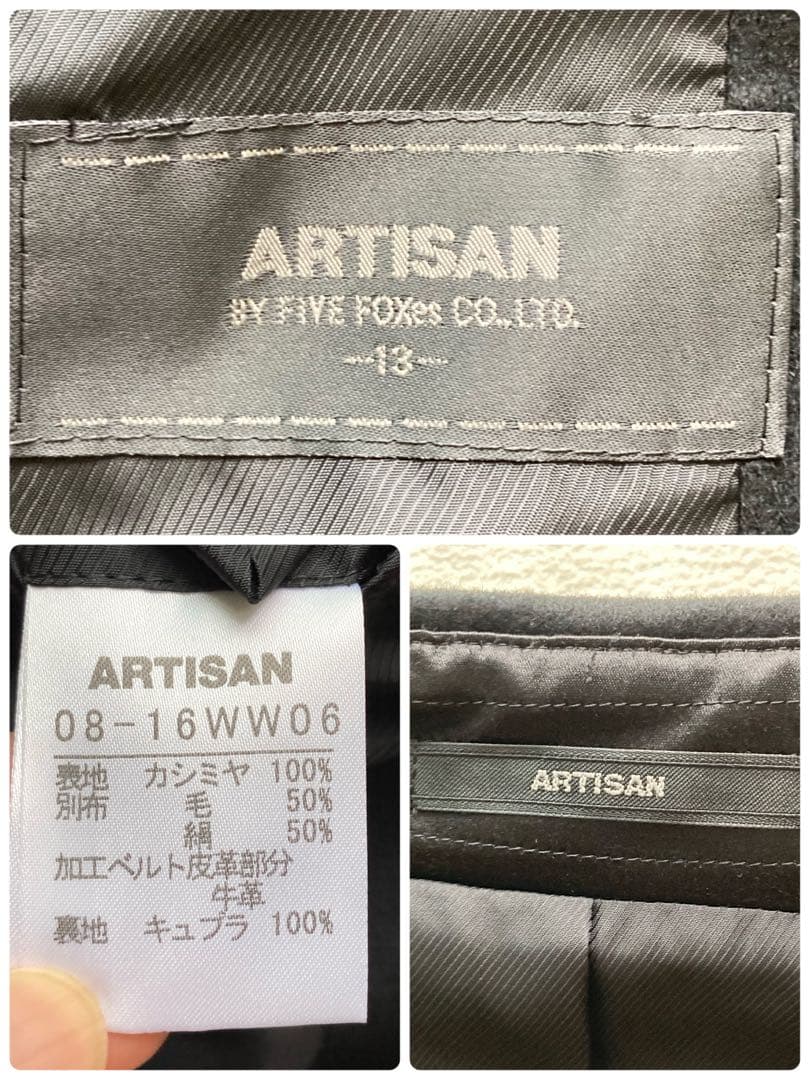 ARTISAN
BY FIVE FOXes CO.,LTD.
—13—
ARTISAN
08-16WW06
表地 カシミヤ 100%
別布 毛 50%
絹 50%
加工ベルト皮革部分
牛革
裏地 キュプラ 100%
ARTISAN